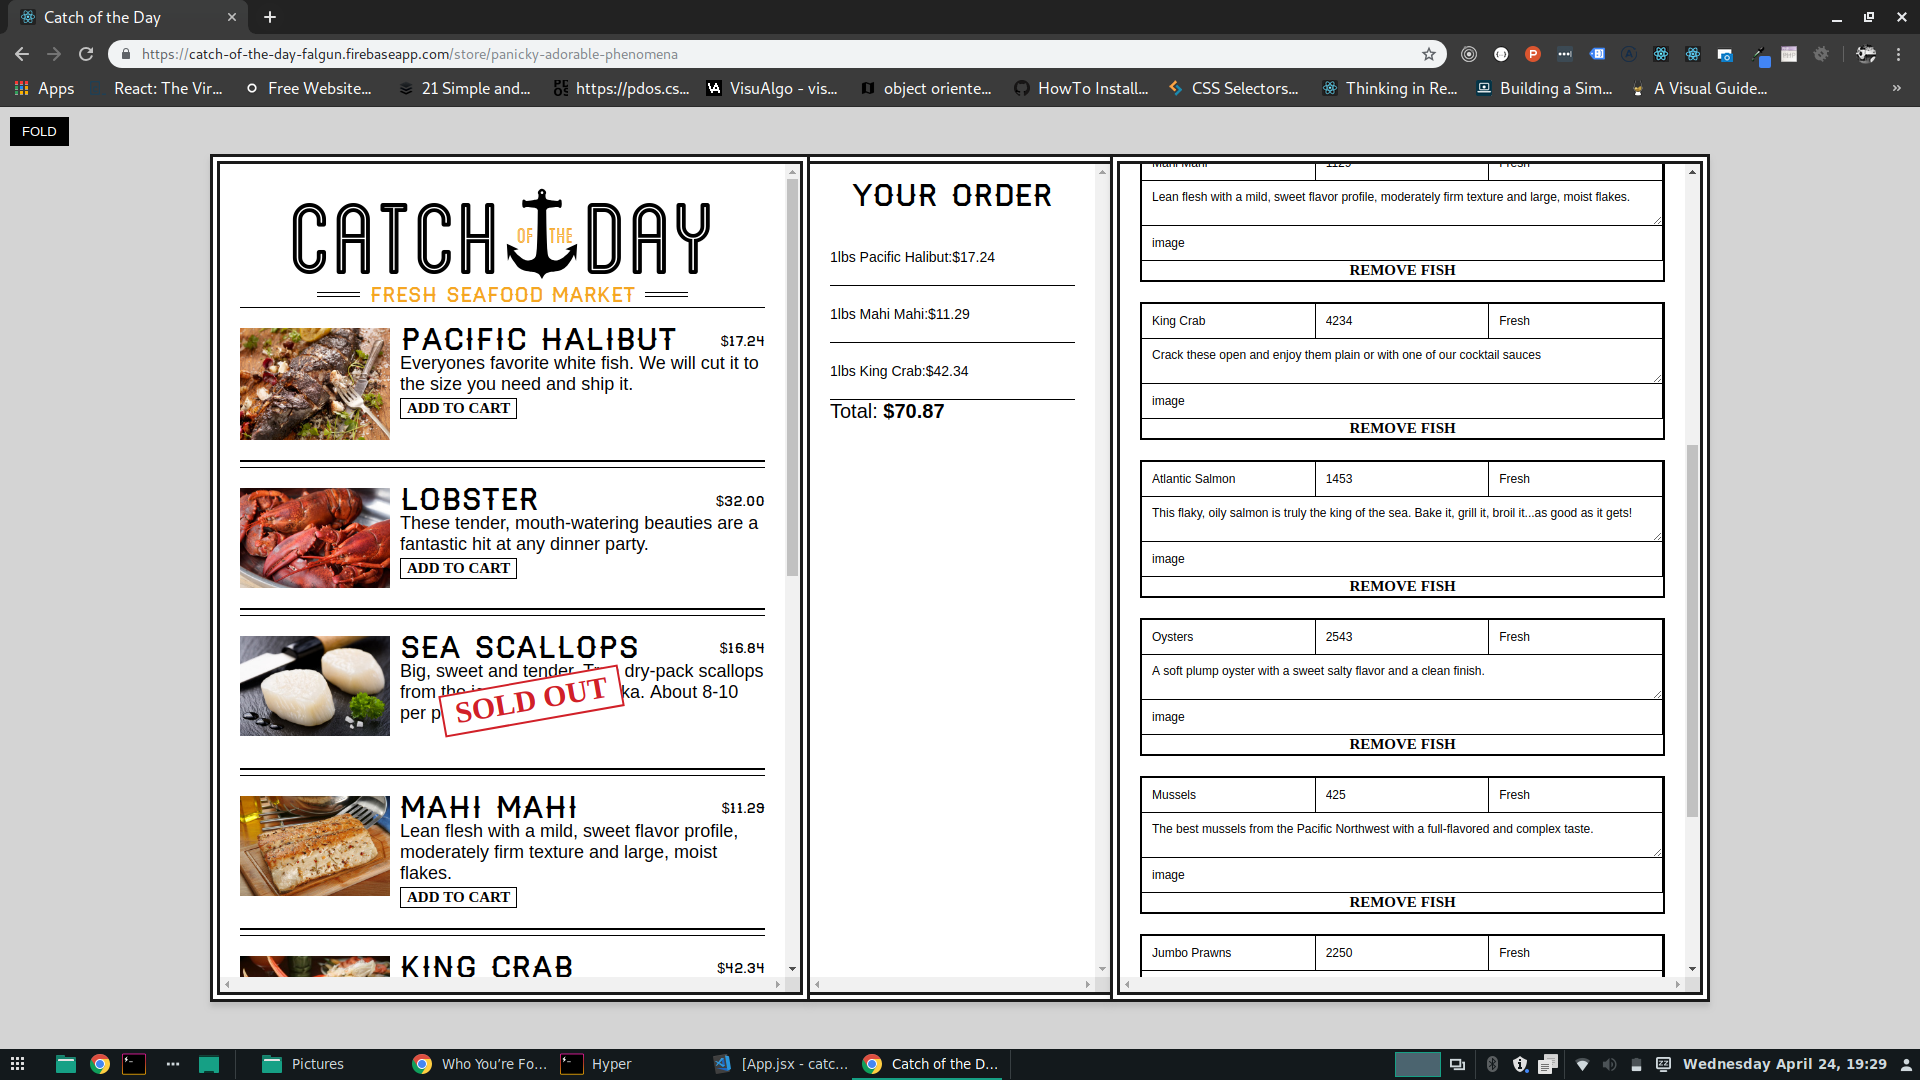 Catch of the Day
https://catch-of-the-day-falgun.firebaseapp.com/store/panicky-adorable-phenomena
Apps
React: The Vir...
Free Website...
21 Simple and...
https://pdos.cs...
VisuAlgo - vis...
object oriente...
HowTo Install...
CSS Selectors...
Thinking in Re...
Building a Sim...
A Visual Guide...
»
FOLD
CATCH OF THE DAY
FRESH SEAFOOD MARKET
PACIFIC HALIBUT
$17.24
Everyones favorite white fish. We will cut it to
the size you need and ship it.
ADD TO CART
LOBSTER
$32.00
These tender, mouth-watering beauties are a
fantastic hit at any dinner party.
ADD TO CART
SEA SCALLOPS
$16.84
Big, sweet and tender. dry-pack scallops
from ka. About 8-10
per
SOLD OUT
MAHI MAHI
$11.29
Lean flesh with a mild, sweet flavor profile,
moderately firm texture and large, moist
flakes.
ADD TO CART
KING CRAB
$42.34
YOUR ORDER
1lbs Pacific Halibut:$17.24
1lbs Mahi Mahi:$11.29
1lbs King Crab:$42.34
Total: $70.87
Mahi Mahi
1129
Fresh
Lean flesh with a mild, sweet flavor profile, moderately firm texture and large, moist flakes.
image
REMOVE FISH
King Crab
4234
Fresh
Crack these open and enjoy them plain or with one of our cocktail sauces
image
REMOVE FISH
Atlantic Salmon
1453
Fresh
This flaky, oily salmon is truly the king of the sea. Bake it, grill it, broil it...as good as it gets!
image
REMOVE FISH
Oysters
2543
Fresh
A soft plump oyster with a sweet salty flavor and a clean finish.
image
REMOVE FISH
Mussels
425
Fresh
The best mussels from the Pacific Northwest with a full-flavored and complex taste.
image
REMOVE FISH
Jumbo Prawns
2250
Fresh
Pictures
Who You're Fo...
Hyper
[App.jsx - catc...
Catch of the D...
Wednesday April 24, 19:29